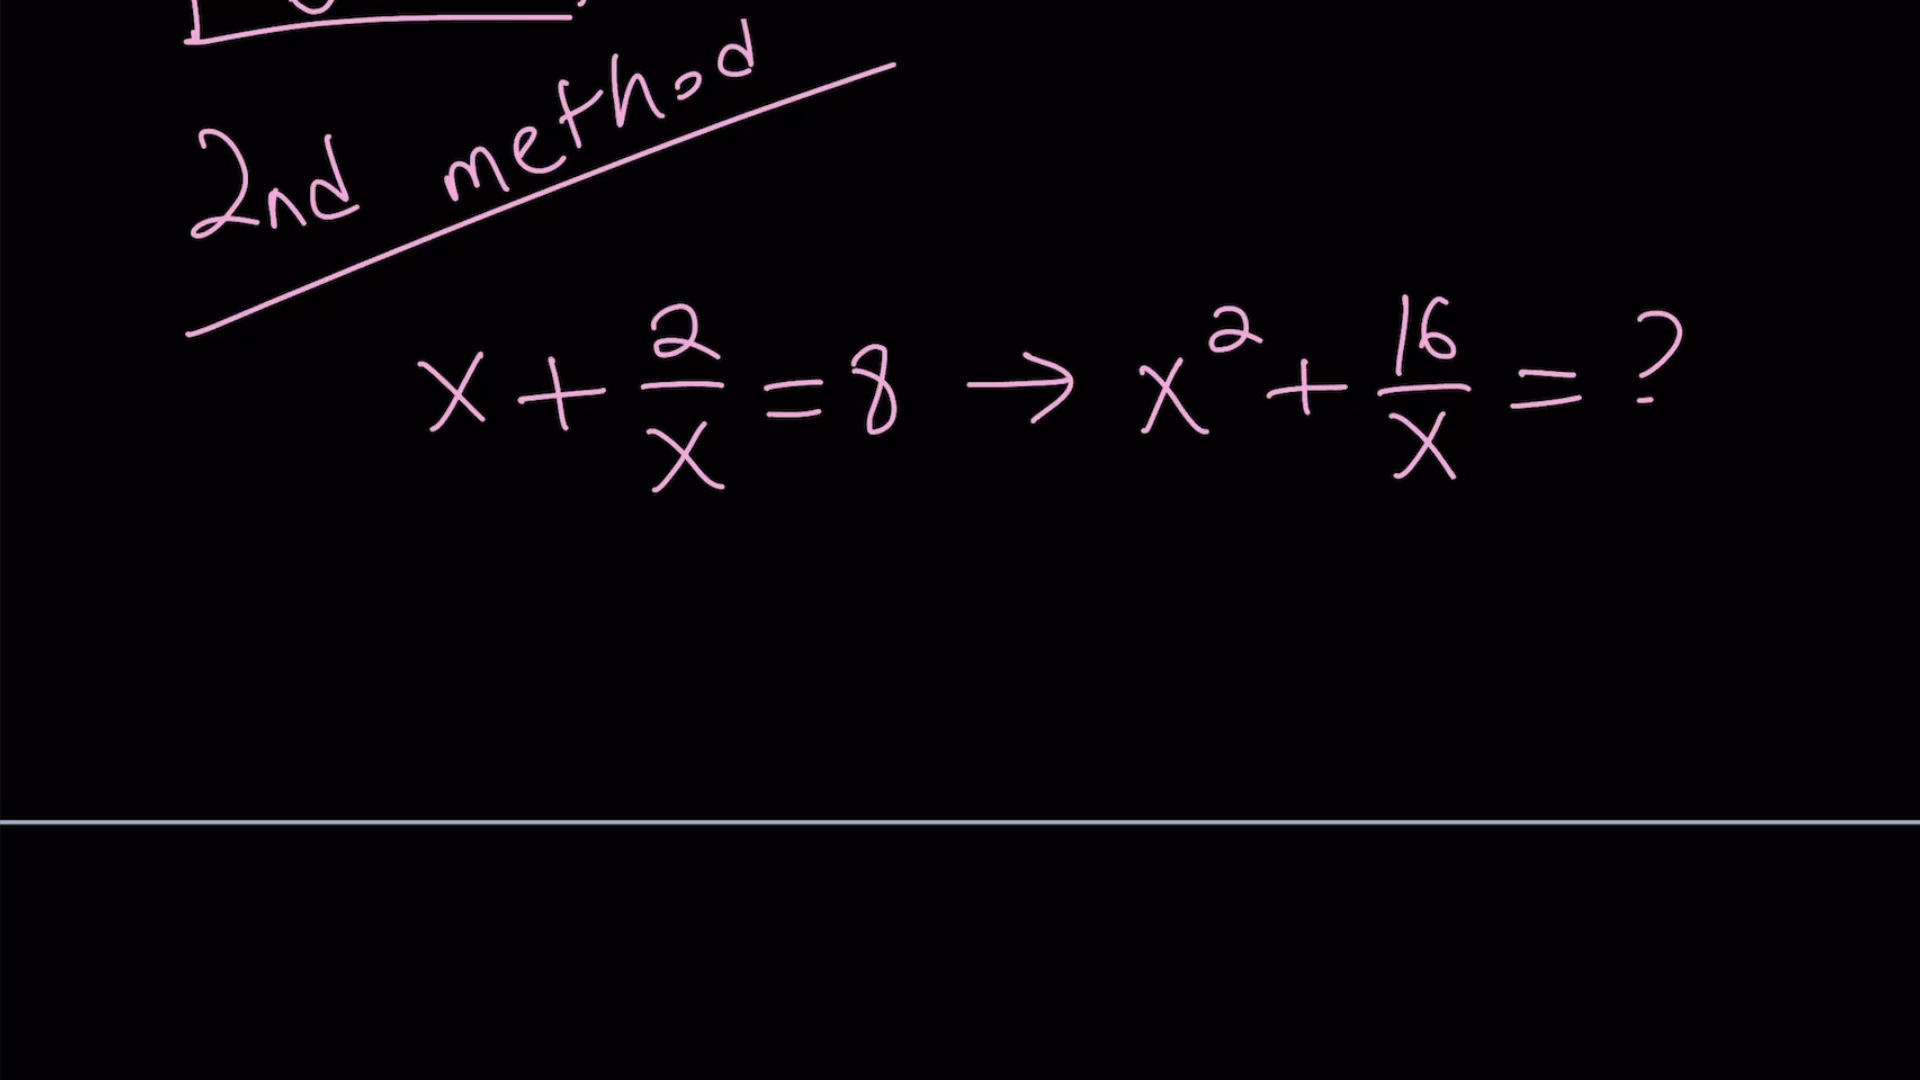 2nd method
x + 2/x = 8 → x² + 16/x = ?